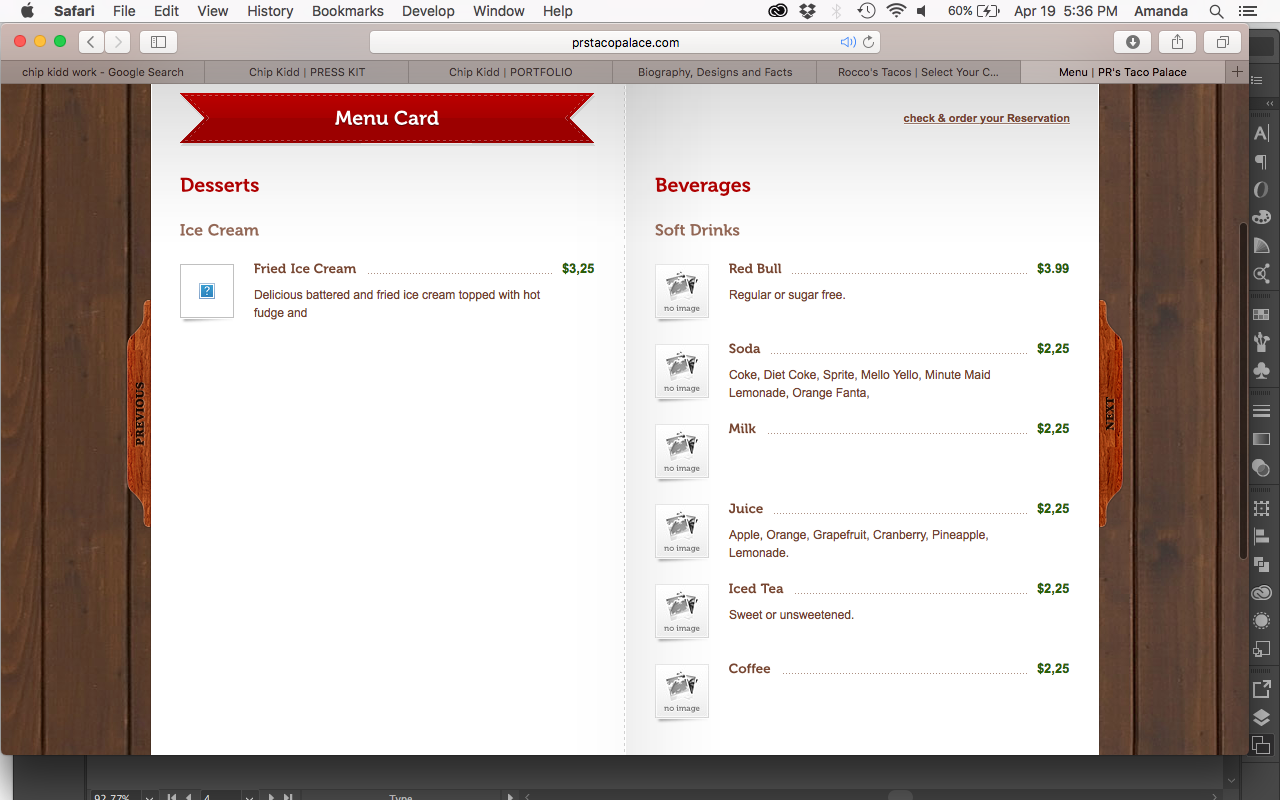 Safari File Edit View History Bookmarks Develop Window Help 60% Apr 19 5:36 PM Amanda
prstacopalace.com
chip kidd work - Google Search Chip Kidd | PRESS KIT Chip Kidd | PORTFOLIO Biography, Designs and Facts Rocco's Tacos | Select Your C... Menu | PR's Taco Palace
Menu Card
check & order your Reservation
Desserts
Ice Cream
Fried Ice Cream $3,25
Delicious battered and fried ice cream topped with hot
fudge and
PREVIOUS
Beverages
Soft Drinks
Red Bull $3.99
Regular or sugar free.
no image
Soda $2,25
Coke, Diet Coke, Sprite, Mello Yello, Minute Maid
Lemonade, Orange Fanta,
no image
Milk $2,25
no image
Juice $2,25
Apple, Orange, Grapefruit, Cranberry, Pineapple,
Lemonade.
no image
Iced Tea $2,25
Sweet or unsweetened.
no image
Coffee $2,25
no image
NEXT
92.77% 4 Type